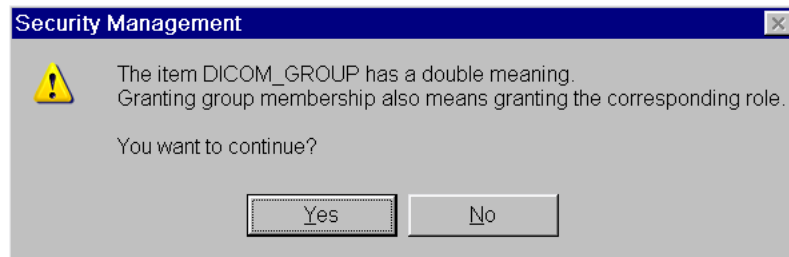 Security Management
The item DICOM_GROUP has a double meaning.
Granting group membership also means granting the corresponding role.
You want to continue?
Yes
No